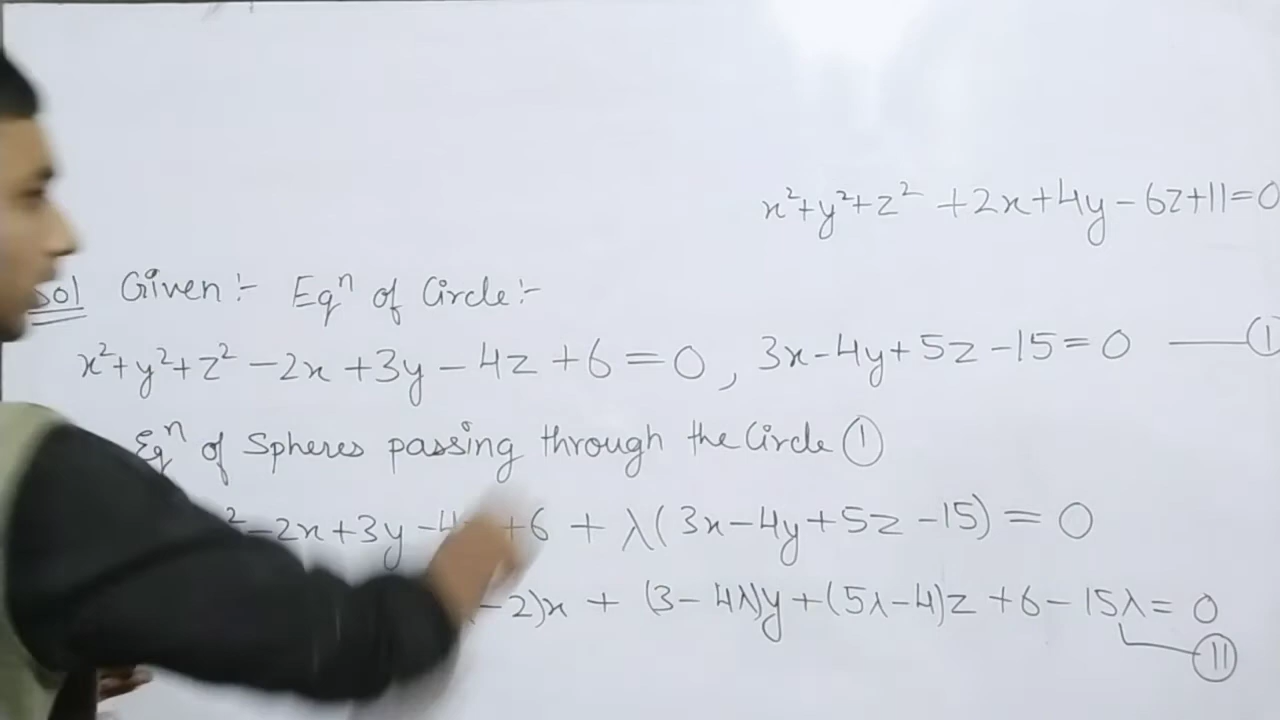 x²+y²+z² +2x+4y-6z+11=0
Sol Given:- Eqⁿ of Circle:-
x²+y²+z²-2x+3y-4z+6=0, 3x-4y+5z-15=0 — ①
Eqⁿ of Spheres passing through the Circle ①
²-2x+3y-4 +6+λ(3x-4y+5z-15)=0
-2)x+(3-4λ)y+(5λ-4)z+6-15λ=0
⑪